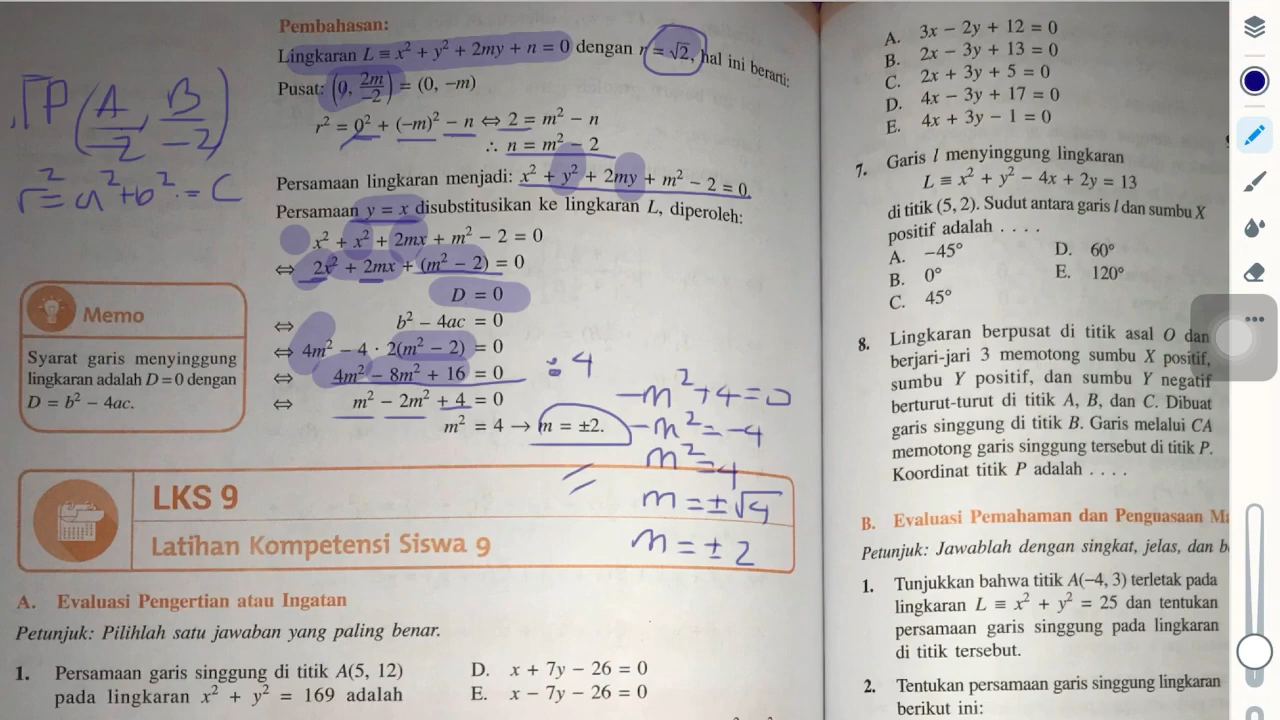 Pembahasan:
Lingkaran L ≡ x² + y² + 2my + n = 0 dengan r = √2, hal ini berarti:
Pusat: (0, 2m/-2) = (0, −m)
r² = 0² + (−m)² − n ⇔ 2 = m² − n
∴ n = m² − 2
Persamaan lingkaran menjadi: x² + y² + 2my + m² − 2 = 0
Persamaan y = x disubstitusikan ke lingkaran L, diperoleh:
x² + x² + 2mx + m² − 2 = 0
⇔ 2x² + 2mx + (m² − 2) = 0
D = 0
⇔ b² − 4ac = 0
⇔ 4m² − 4 · 2(m² − 2) = 0
⇔ 4m² − 8m² + 16 = 0
⇔ m² − 2m² + 4 = 0
m² = 4 → m = ±2.
P(A/-2, B/-2)
r² = a² + b² - C
: 4
−m² + 4 = 0
−m² = −4
m² = 4
m = ±√4
m = ± 2
Memo
Syarat garis menyinggung
lingkaran adalah D = 0 dengan
D = b² − 4ac.
LKS 9
Latihan Kompetensi Siswa 9
A. Evaluasi Pengertian atau Ingatan
Petunjuk: Pilihlah satu jawaban yang paling benar.
1. Persamaan garis singgung di titik A(5, 12)
pada lingkaran x² + y² = 169 adalah
D. x + 7y − 26 = 0
E. x − 7y − 26 = 0
A. 3x − 2y + 12 = 0
B. 2x − 3y + 13 = 0
C. 2x + 3y + 5 = 0
D. 4x − 3y + 17 = 0
E. 4x + 3y − 1 = 0
7. Garis l menyinggung lingkaran
L ≡ x² + y² − 4x + 2y = 13
di titik (5, 2). Sudut antara garis l dan sumbu X
positif adalah . . . .
A. −45° D. 60°
B. 0° E. 120°
C. 45°
8. Lingkaran berpusat di titik asal O dan
berjari-jari 3 memotong sumbu X positif,
sumbu Y positif, dan sumbu Y negatif
berturut-turut di titik A, B, dan C. Dibuat
garis singgung di titik B. Garis melalui CA
memotong garis singgung tersebut di titik P.
Koordinat titik P adalah . . . .
B. Evaluasi Pemahaman dan Penguasaan
Petunjuk: Jawablah dengan singkat, jelas, dan
1. Tunjukkan bahwa titik A(−4, 3) terletak pada
lingkaran L ≡ x² + y² = 25 dan tentukan
persamaan garis singgung pada lingkaran
di titik tersebut.
2. Tentukan persamaan garis singgung lingkaran
berikut ini: